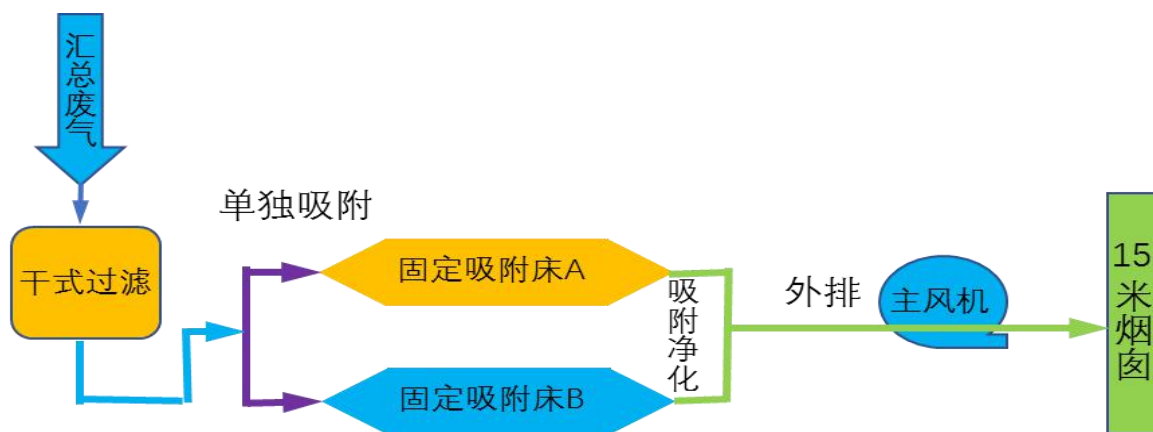 汇总废气
干式过滤
单独吸附
固定吸附床A
固定吸附床B
吸附净化
外排
主风机
15米烟囱